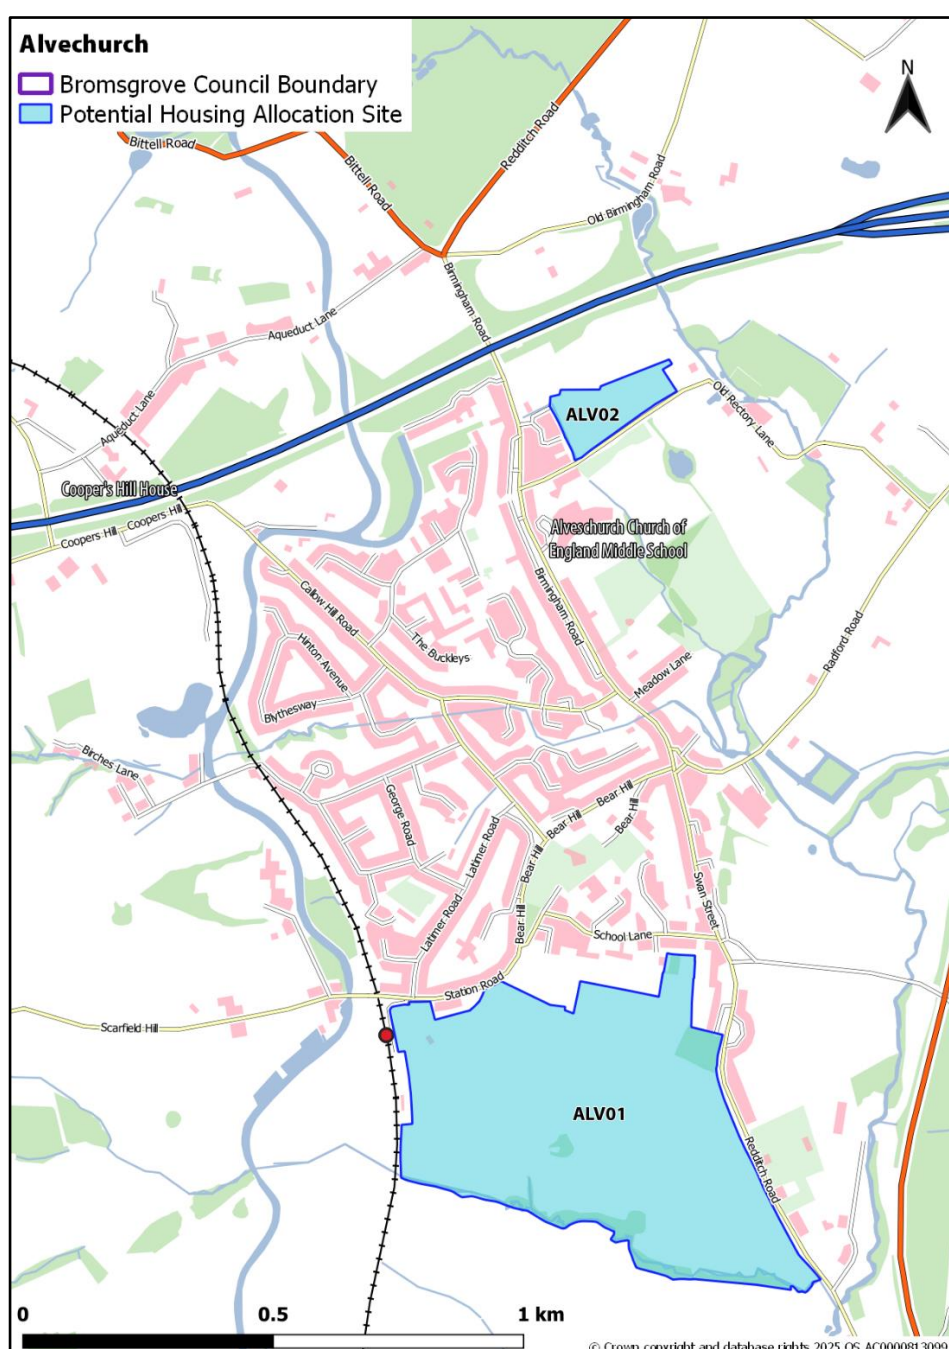 Alvechurch
Bromsgrove Council Boundary
Potential Housing Allocation Site
N
Bittell Road
Bittell Road
Redditch Road
Old Birmingham Road
Birmingham Road
Aqueduct Lane
Aqueduct Lane
ALV02
Old Rectory Lane
Cooper's Hill House
Coopers Hill
Coopers Hill
Alveschurch Church of
England Middle School
Callow Hill Road
Birmingham Road
The Buckleys
Hinton Avenue
Radford Road
Meadow Lane
Blythesway
Birches Lane
George Road
Bear Hill
Bear Hill
Bear Hill
Bear Hill
Bear Hill
Latimer Road
Latimer Road
Swan Street
School Lane
Station Road
Scarfield Hill
ALV01
Redditch Road
0
0.5
1 km
© Crown copyright and database rights 2025 OS AC0000813099